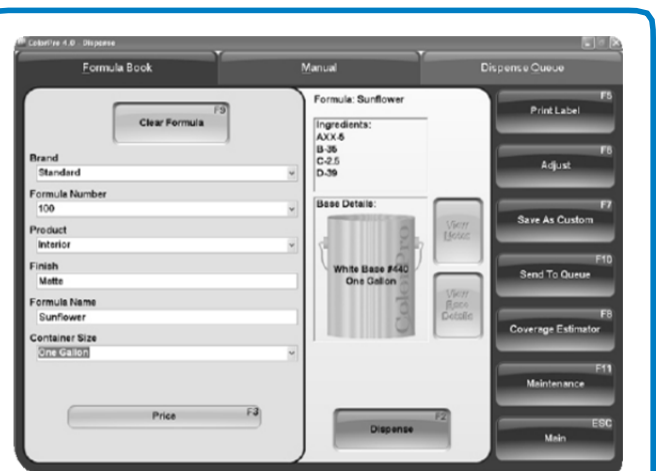 ColorPro 4.0 - Dispense
Formula Book
Manual
Dispense Queue
F9
Clear Formula
Brand
Standard
Formula Number
100
Product
Interior
Finish
Matte
Formula Name
Sunflower
Container Size
One Gallon
Price F3
Formula: Sunflower
Ingredients:
AXX-5
B-35
C-2.5
D-39
Base Details:
White Base #440
One Gallon
ColorPro
View
Notes
View
Base
Details
F2
Dispense
F5
Print Label
F6
Adjust
F7
Save As Custom
F10
Send To Queue
F8
Coverage Estimator
F11
Maintenance
ESC
Main